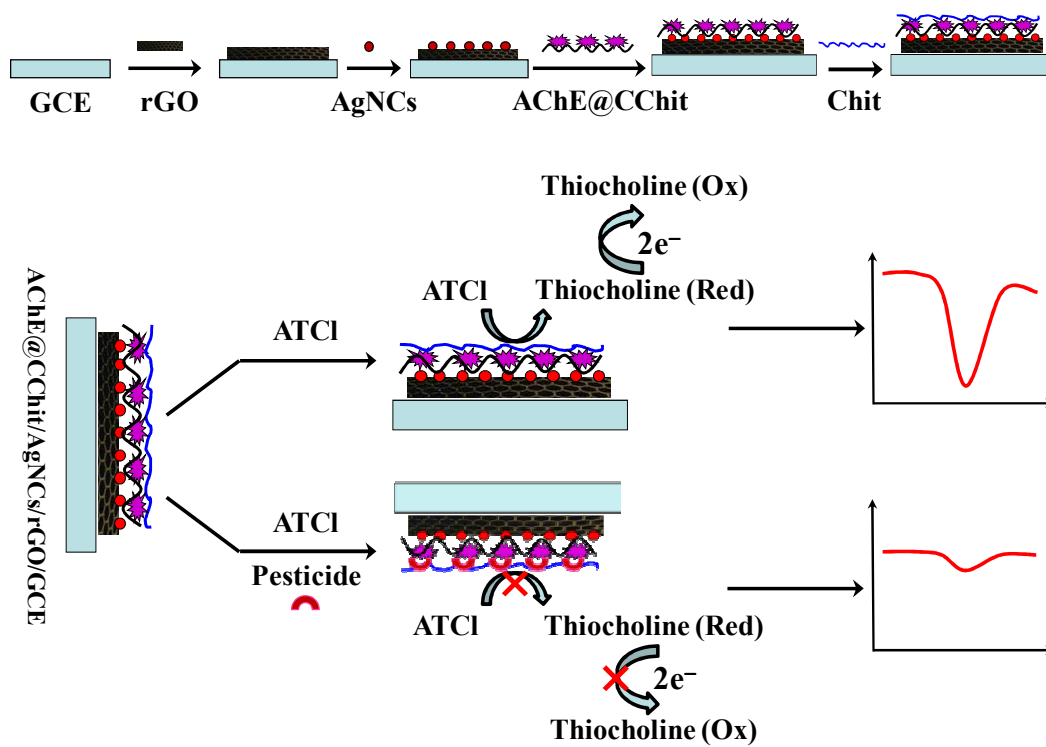 GCE
rGO
AgNCs
AChE@CChit
Chit
Thiocholine (Ox)
2e⁻
ATCl
Thiocholine (Red)
AChE@CChit/AgNCs/rGO/GCE
ATCl
ATCl
Pesticide
ATCl
Thiocholine (Red)
2e⁻
Thiocholine (Ox)